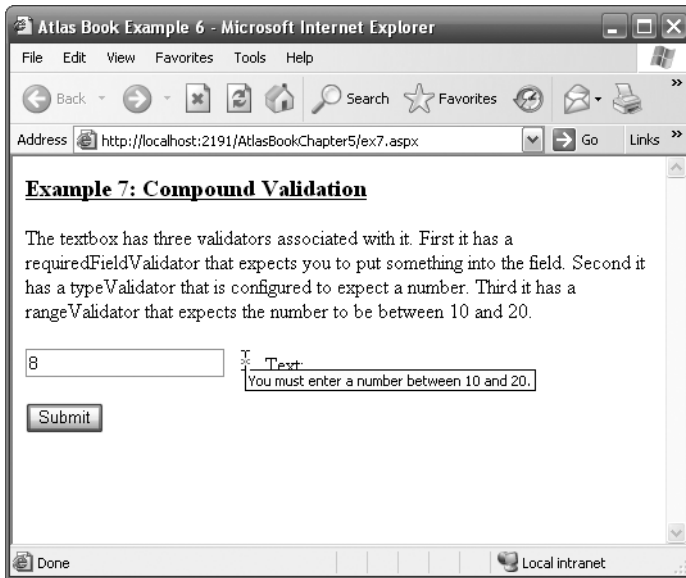 Atlas Book Example 6 - Microsoft Internet Explorer
File Edit View Favorites Tools Help
Back Search Favorites »
Address http://localhost:2191/AtlasBookChapter5/ex7.aspx Go Links »
Example 7: Compound Validation
The textbox has three validators associated with it. First it has a
requiredFieldValidator that expects you to put something into the field. Second it
has a typeValidator that is configured to expect a number. Third it has a
rangeValidator that expects the number to be between 10 and 20.
8 * Text:
You must enter a number between 10 and 20.
Submit
Done Local intranet